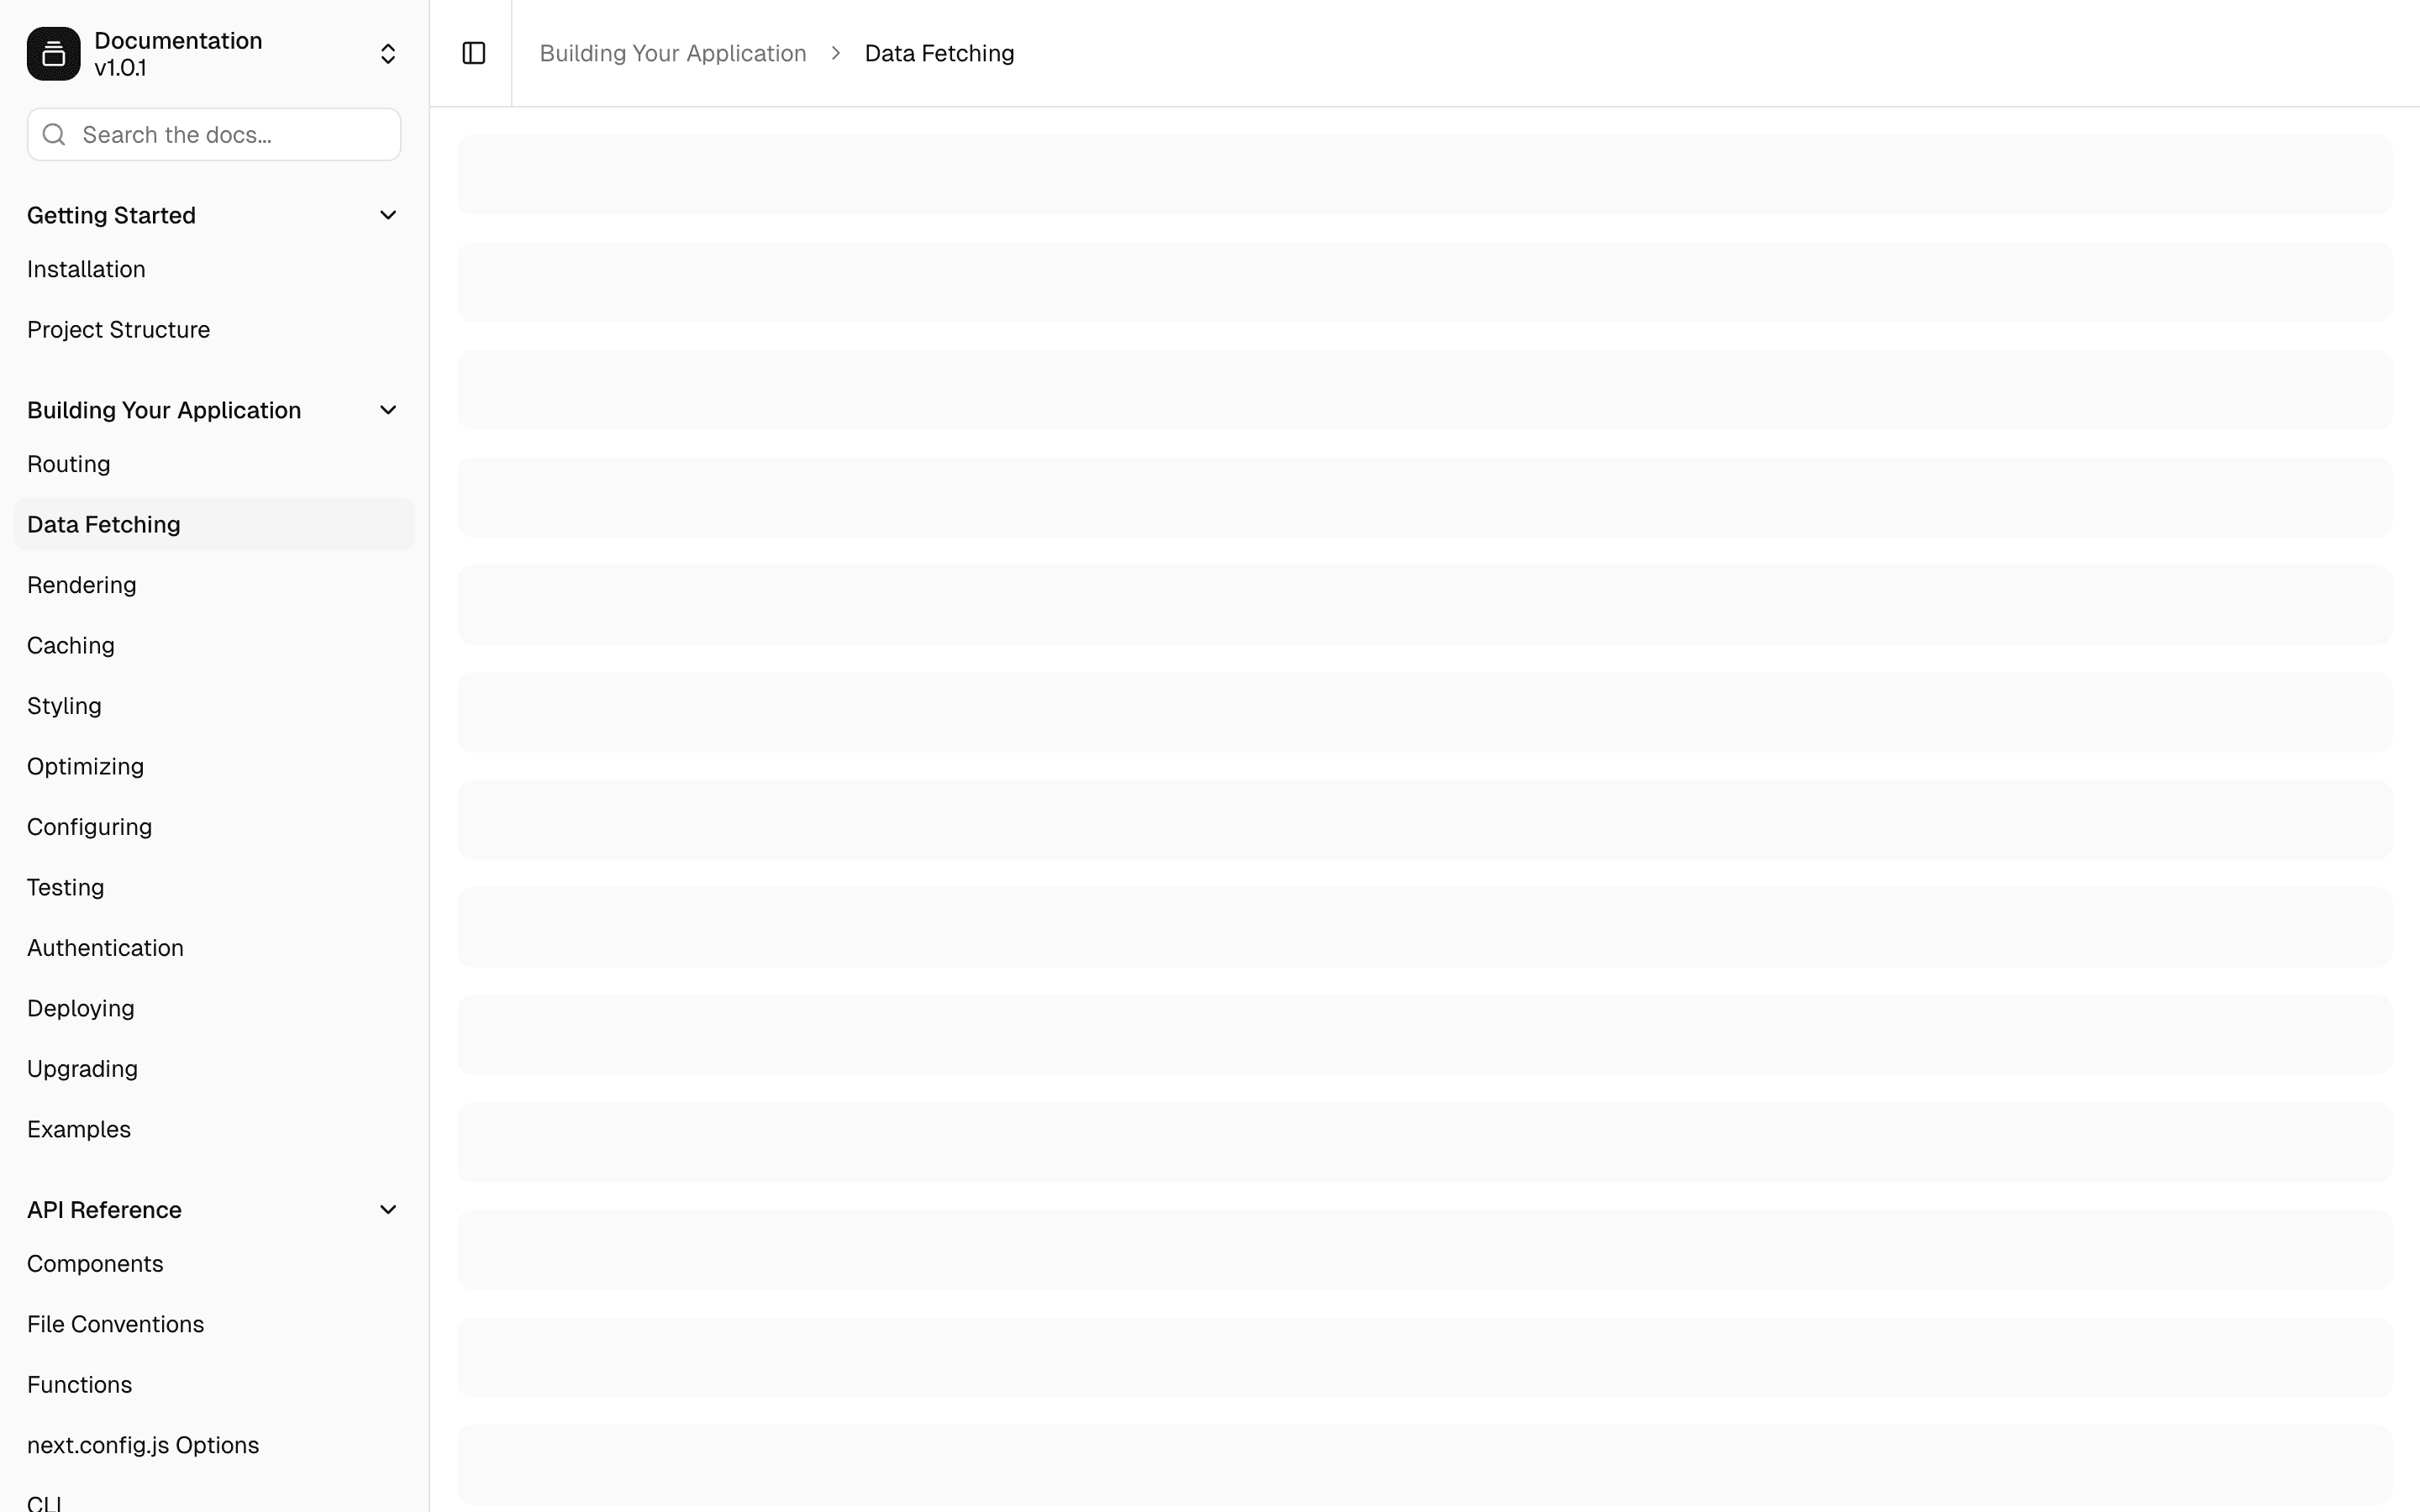 Documentation
v1.0.1
Search the docs...
Getting Started
Installation
Project Structure
Building Your Application
Routing
Data Fetching
Rendering
Caching
Styling
Optimizing
Configuring
Testing
Authentication
Deploying
Upgrading
Examples
API Reference
Components
File Conventions
Functions
next.config.js Options
CLI
Building Your Application > Data Fetching